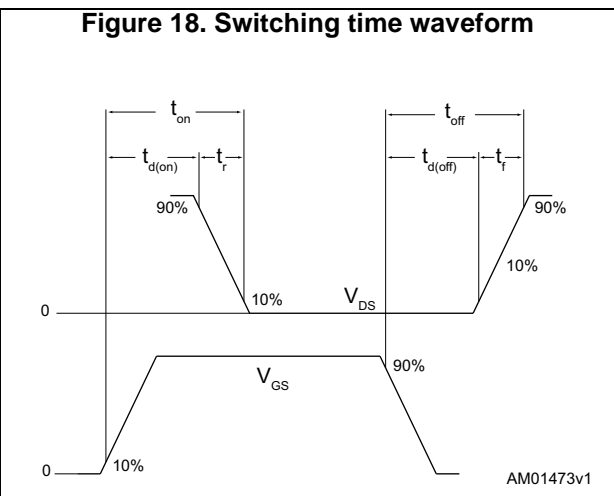 Figure 18. Switching time waveform
ton toff
td(on) tr td(off) tf
90% 90%
10%
10%
VDS
0
90%
VGS
10%
0
AM01473v1